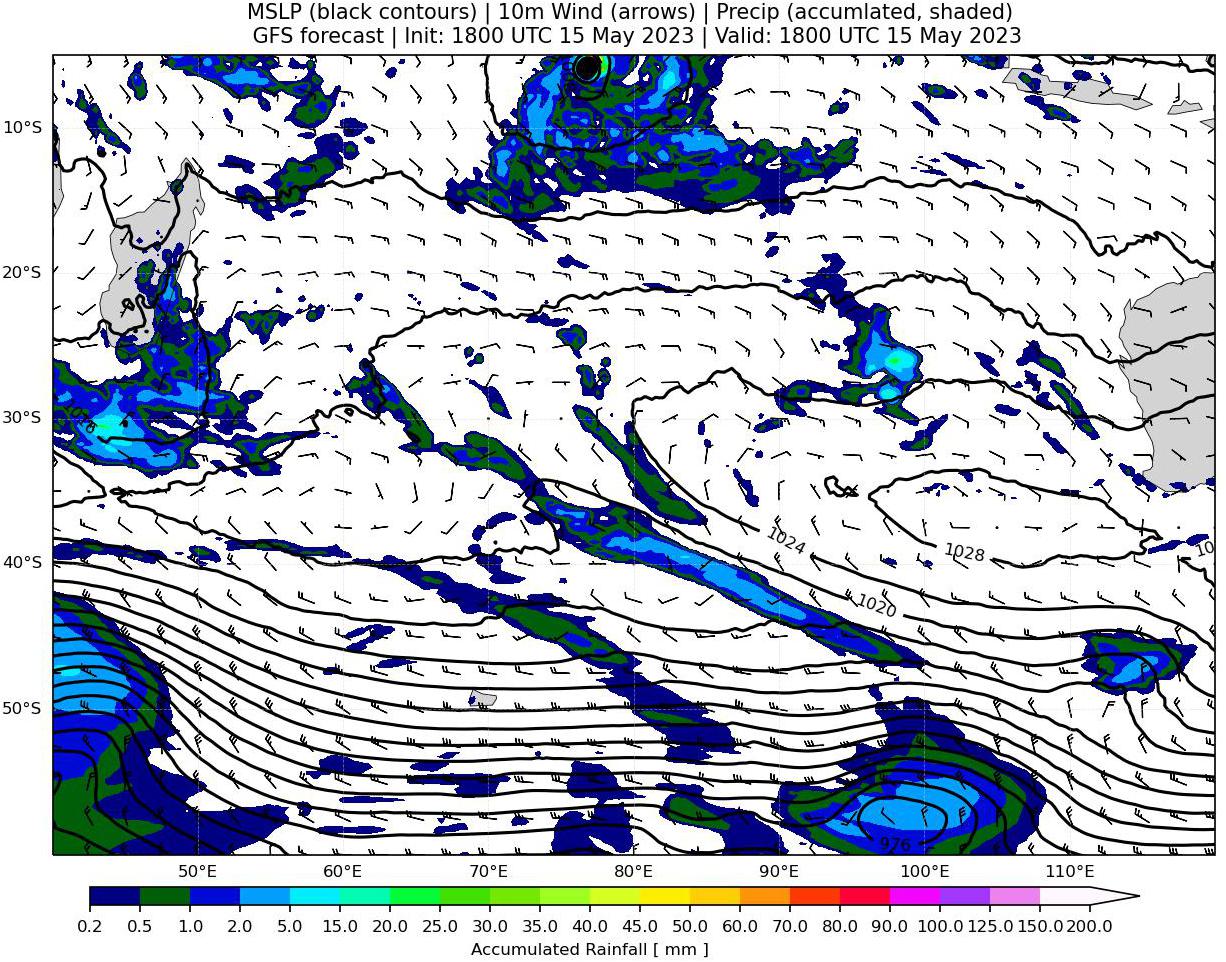 MSLP (black contours) | 10m Wind (arrows) | Precip (accumlated, shaded)
GFS forecast | Init: 1800 UTC 15 May 2023 | Valid: 1800 UTC 15 May 2023
10°S
20°S
30°S
1016
1024
1028
10
40°S
1020
50°S
976
50°E 60°E 70°E 80°E 90°E 100°E 110°E
0.2 0.5 1.0 2.0 5.0 10.0 15.0 20.0 25.0 30.0 35.0 40.0 45.0 50.0 60.0 70.0 80.0 90.0 100.0 125.0 150.0 200.0
Accumulated Rainfall [ mm ]